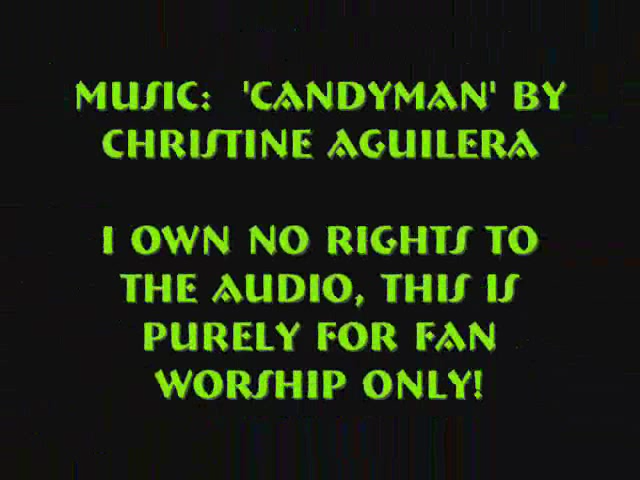 MUSIC: 'CANDYMAN' BY
CHRISTINE AGUILERA
I OWN NO RIGHTS TO
THE AUDIO, THIS IS
PURELY FOR FAN
WORSHIP ONLY!